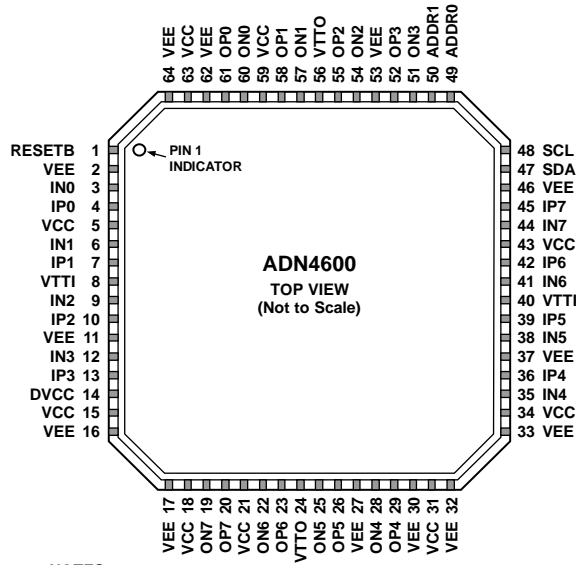 64 VEE
63 VCC
62 VEE
61 OP0
60 ON0
59 VCC
58 OP1
57 ON1
56 VTTO
55 OP2
54 ON2
53 VEE
52 OP3
51 ON3
50 ADDR1
49 ADDR0
RESETB 1
VEE 2
IN0 3
IP0 4
VCC 5
IN1 6
IP1 7
VTTI 8
IN2 9
IP2 10
VEE 11
IN3 12
IP3 13
DVCC 14
VCC 15
VEE 16
PIN 1
INDICATOR
ADN4600
TOP VIEW
(Not to Scale)
48 SCL
47 SDA
46 VEE
45 IP7
44 IN7
43 VCC
42 IP6
41 IN6
40 VTTI
39 IP5
38 IN5
37 VEE
36 IP4
35 IN4
34 VCC
33 VEE
VEE 17
VCC 18
ON7 19
OP7 20
VCC 21
ON6 22
OP6 23
VTTO 24
ON5 25
OP5 26
VEE 27
ON4 28
OP4 29
VEE 30
VCC 31
VEE 32